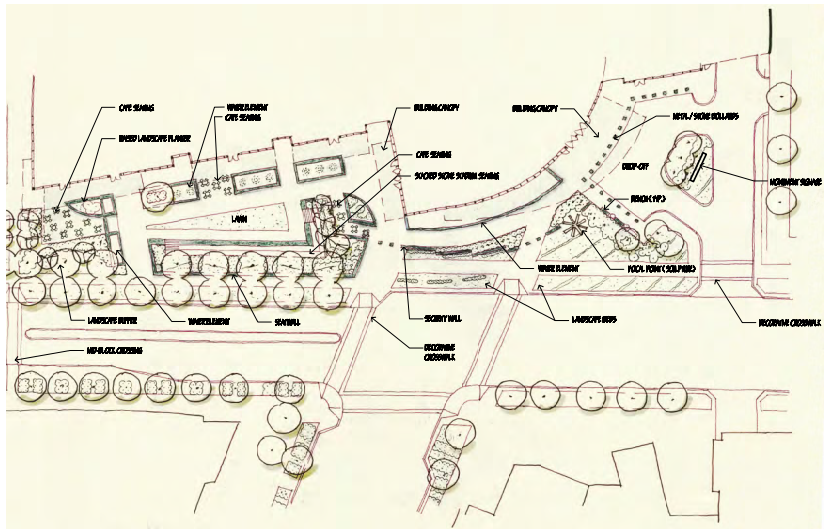 CAFE SEATING
RAISED LANDSCAPE PLANTER
WATER ELEMENT
CAFE SEATING
BUILDING CANOPY
BUILDING CANOPY
METAL / STONE BOLLARDS
CAFE SEATING
STONE SEATING
DROP-OFF
MONUMENT SIGNAGE
LAWN
BENCH (TYP.)
WATER ELEMENT
FOCAL POINT (SCULPTURE)
LANDSCAPE BUFFER
WATER ELEMENT
SEATWALL
SECURITY WALL
LANDSCAPE BEDS
DECORATIVE CROSSWALK
MID-BLOCK CROSSING
DECORATIVE
CROSSWALK